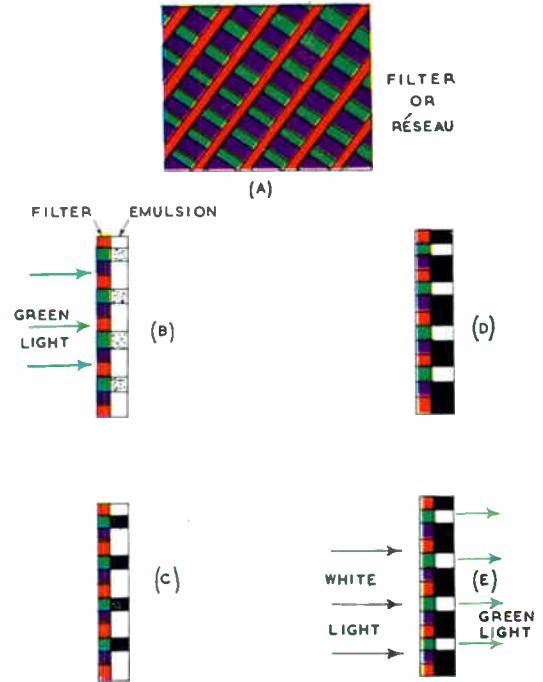 FILTER
OR
RÉSEAU
(A)
FILTER EMULSION
GREEN
LIGHT
(B)
(D)
(C)
WHITE
LIGHT
(E)
GREEN
LIGHT